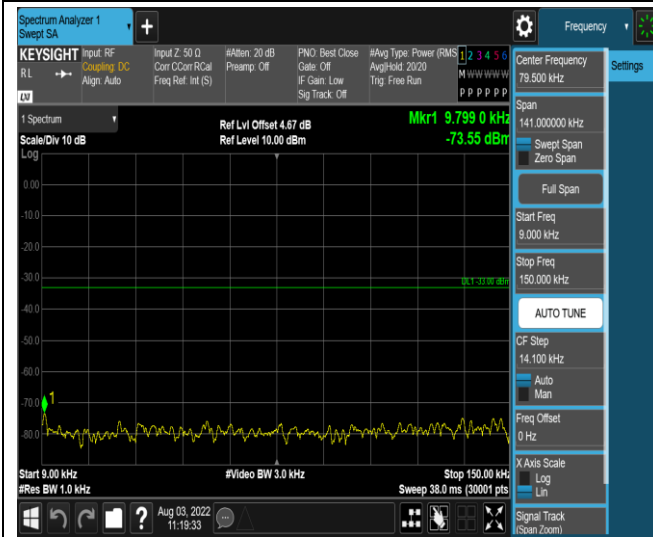 Spectrum Analyzer 1
Swept SA
Frequency
KEYSIGHT
RL
LXI
Input: RF
Coupling: DC
Align: Auto
Input Z: 50 Ω
Corr CCorr RCal
Freq Ref: Int (S)
#Atten: 20 dB
Preamp: Off
PNO: Best Close
Gate: Off
IF Gain: Low
Sig Track: Off
#Avg Type: Power (RMS
Avg|Hold: 20/20
Trig: Free Run
1 2 3 4 5 6
M W W W W W
P P P P P P
1 Spectrum
Scale/Div 10 dB
Log
Ref Lvl Offset 4.67 dB
Ref Level 10.00 dBm
Mkr1 9.799 0 kHz
-73.55 dBm
0.00
-10.0
-20.0
-30.0
DL1 -33.00 dBm
-40.0
-50.0
-60.0
-70.0
1
-80.0
Start 9.00 kHz
#Res BW 1.0 kHz
#Video BW 3.0 kHz
Stop 150.00 kHz
Sweep 38.0 ms (30001 pts
?
Aug 03, 2022
11:19:33
Center Frequency
79.500 kHz
Settings
Span
141.000000 kHz
Swept Span
Zero Span
Full Span
Start Freq
9.000 kHz
Stop Freq
150.000 kHz
AUTO TUNE
CF Step
14.100 kHz
Auto
Man
Freq Offset
0 Hz
X Axis Scale
Log
Lin
Signal Track
(Span Zoom)